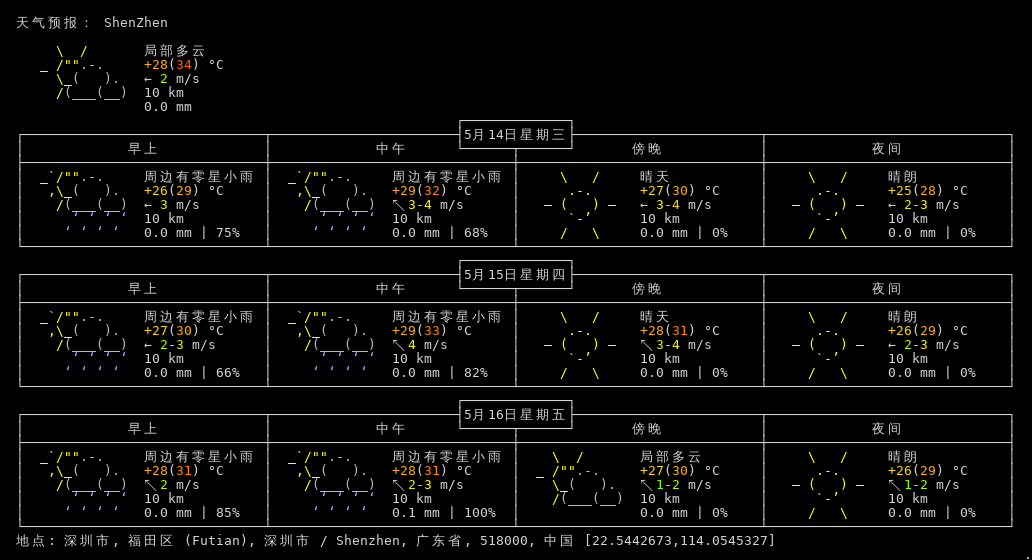 天气预报： ShenZhen
局部多云
+28(34) °C
← 2 m/s
10 km
0.0 mm
5月14日星期三
早上 中午 傍晚 夜间
周边有零星小雨 周边有零星小雨 晴天 晴朗
+26(29) °C +29(32) °C +27(30) °C +25(28) °C
← 3 m/s ↖ 3-4 m/s ← 3-4 m/s ← 2-3 m/s
10 km 10 km 10 km 10 km
0.0 mm | 75% 0.0 mm | 68% 0.0 mm | 0% 0.0 mm | 0%
5月15日星期四
早上 中午 傍晚 夜间
周边有零星小雨 周边有零星小雨 晴天 晴朗
+27(30) °C +29(33) °C +28(31) °C +26(29) °C
← 2-3 m/s ↖ 4 m/s ↖ 3-4 m/s ← 2-3 m/s
10 km 10 km 10 km 10 km
0.0 mm | 66% 0.0 mm | 82% 0.0 mm | 0% 0.0 mm | 0%
5月16日星期五
早上 中午 傍晚 夜间
周边有零星小雨 周边有零星小雨 局部多云 晴朗
+28(31) °C +28(31) °C +27(30) °C +26(29) °C
↖ 2 m/s ↖ 2-3 m/s ↖ 1-2 m/s ↖ 1-2 m/s
10 km 10 km 10 km 10 km
0.0 mm | 85% 0.1 mm | 100% 0.0 mm | 0% 0.0 mm | 0%
地点: 深圳市, 福田区 (Futian), 深圳市 / Shenzhen, 广东省, 518000, 中国 [22.5442673,114.0545327]